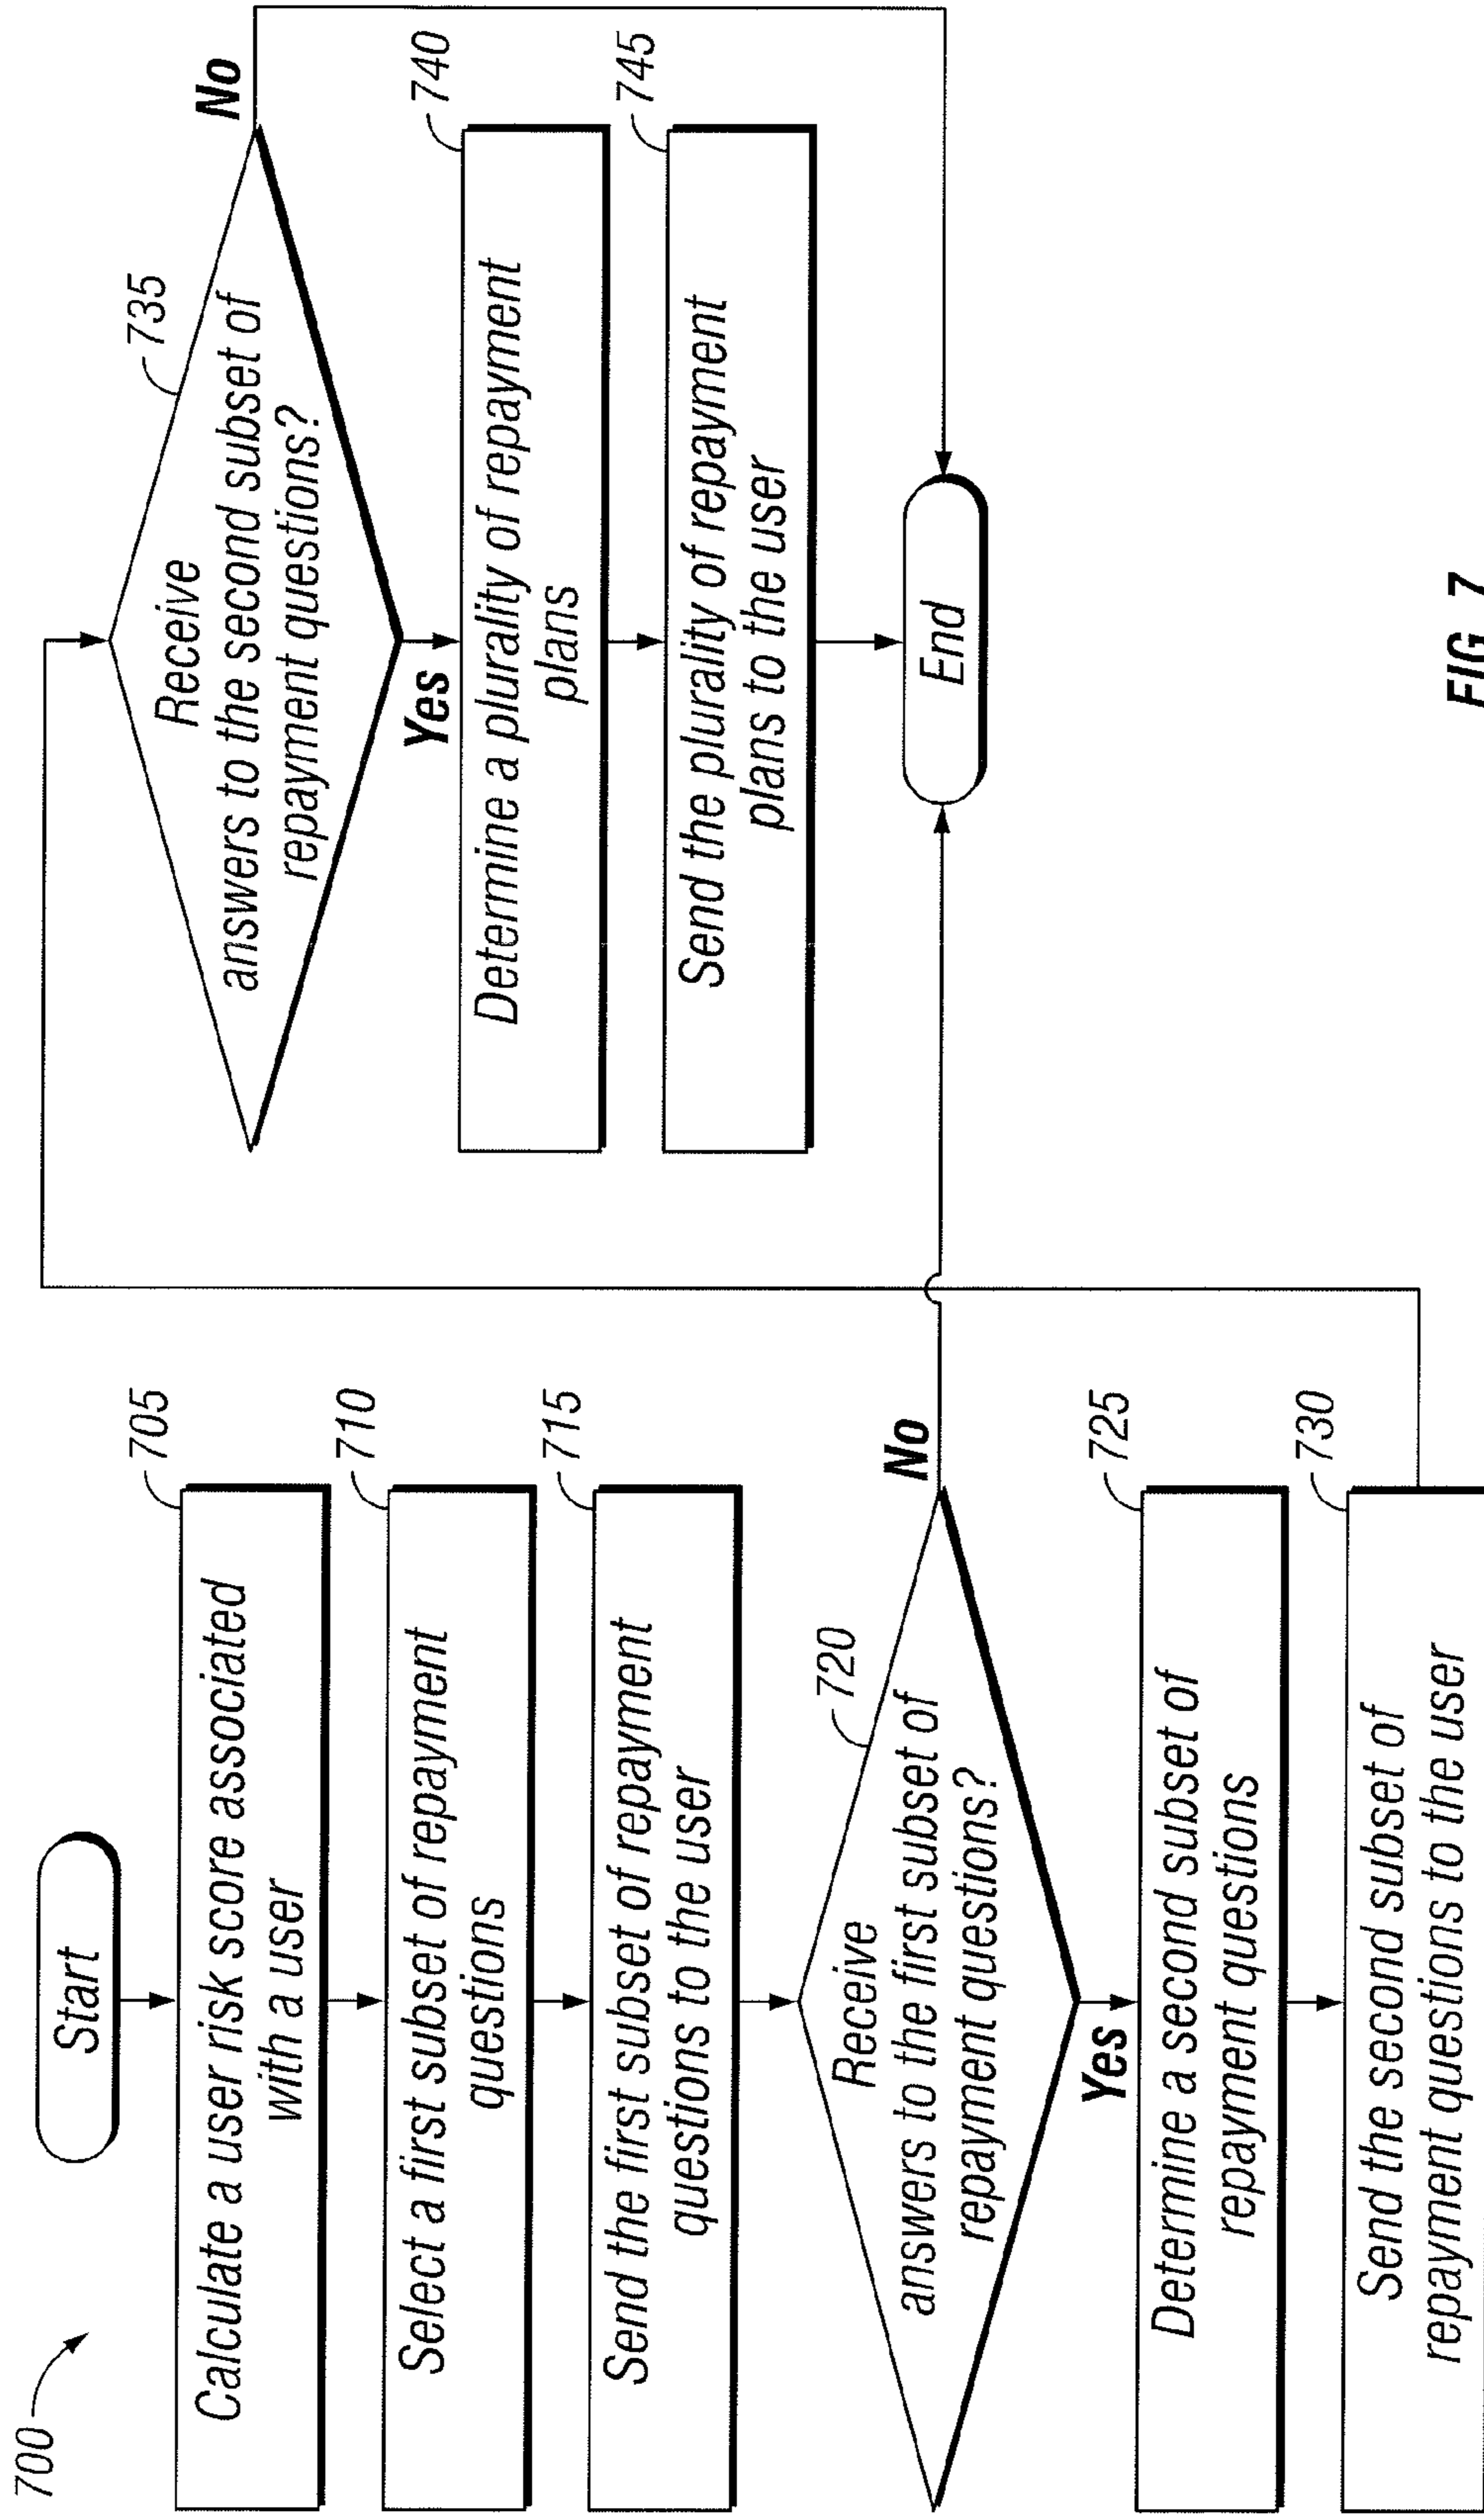 700
Start
705
Calculate a user risk score associated
with a user
710
Select a first subset of repayment
questions
715
Send the first subset of repayment
questions to the user
720
Receive
answers to the first subset of
repayment questions?
No
Yes
725
Determine a second subset of
repayment questions
730
Send the second subset of
repayment questions to the user
735
Receive
answers to the second subset of
repayment questions?
No
Yes
740
Determine a plurality of repayment
plans
745
Send the plurality of repayment
plans to the user
End
FIG. 7